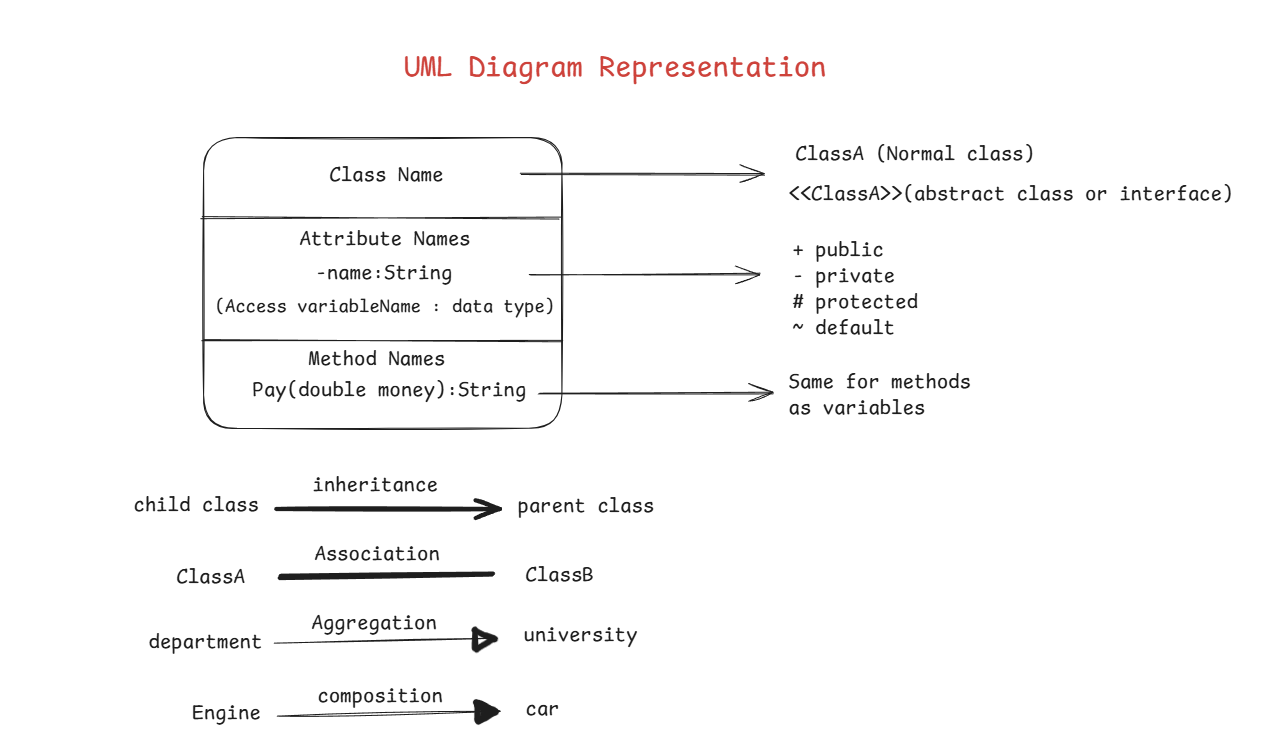 UML Diagram Representation
Class Name
ClassA (Normal class)
<<ClassA>>(abstract class or interface)
Attribute Names
-name:String
(Access variableName : data type)
+ public
- private
# protected
~ default
Method Names
Pay(double money):String
Same for methods
as variables
inheritance
child class
parent class
Association
ClassA
ClassB
Aggregation
department
university
composition
Engine
car